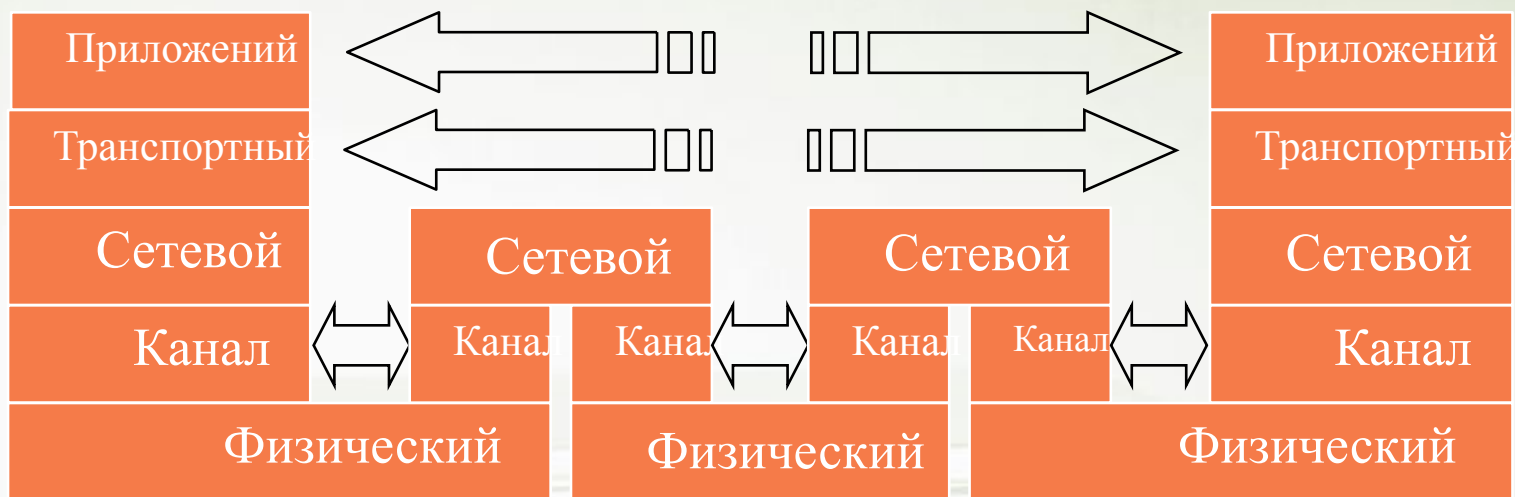 Приложений
Приложений
Транспортный
Транспортный
Сетевой
Сетевой
Сетевой
Сетевой
Канал
Канал
Канал
Канал
Канал
Канал
Физический
Физический
Физический